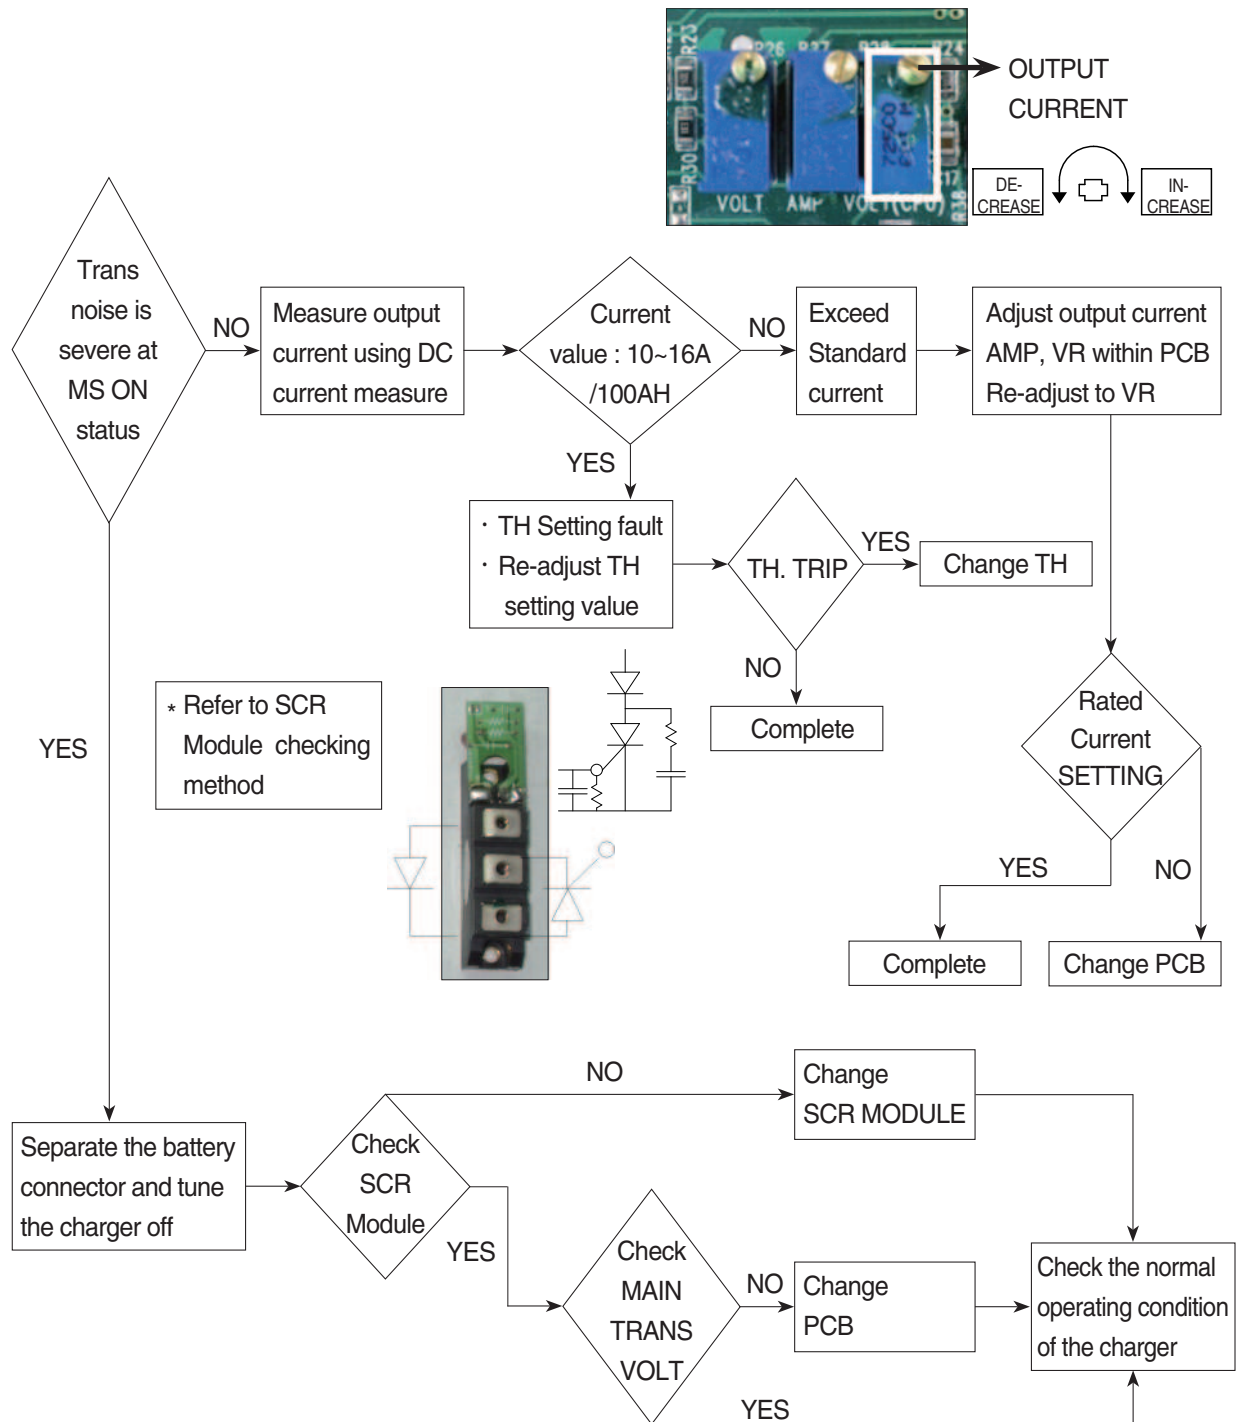 R23
R26
R27
R24
R30
R38
VOLT
AMP
VOLT(CPU)
OUTPUT
CURRENT
DE-
CREASE
IN-
CREASE
Trans
noise is
severe at
MS ON
status
NO
Measure output
current using DC
current measure
Current
value : 10~16A
/100AH
NO
Exceed
Standard
current
Adjust output current
AMP, VR within PCB
Re-adjust to VR
YES
· TH Setting fault
· Re-adjust TH
setting value
TH. TRIP
YES
Change TH
NO
Complete
YES
* Refer to SCR
Module checking
method
Rated
Current
SETTING
YES
NO
Complete
Change PCB
Separate the battery
connector and tune
the charger off
Check
SCR
Module
NO
Change
SCR MODULE
YES
Check
MAIN
TRANS
VOLT
NO
Change
PCB
Check the normal
operating condition
of the charger
YES